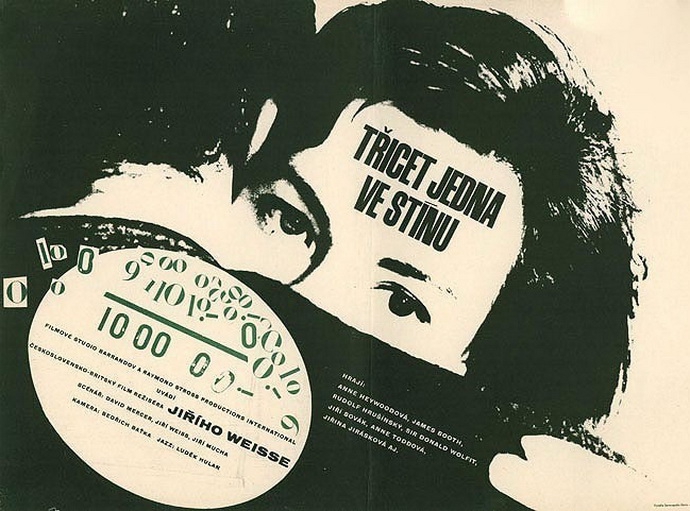 TŘICET JEDNA
VE STÍNU
1000 00
FILMOVÉ STUDIO BARRANDOV A RAYMOND STROSS PRODUCTIONS INTERNATIONAL
UVÁDÍ
ČESKOSLOVENSKO-BRITSKÝ FILM REŽISÉRA JIŘÍHO WEISSE
SCÉNÁŘ: DAVID MERCER, JIŘÍ WEISS, JIŘÍ MUCHA
KAMERA: BEDŘICH BAŤKA JAZZ: LUDĚK HULAN
HRAJÍ:
ANNE HEYWOODOVÁ, JAMES BOOTH,
RUDOLF HRUŠÍNSKÝ, SIR DONALD WOLFIT,
JIŘÍ SOVÁK, ANNE TODDOVÁ,
JIŘINA JIRÁSKOVÁ AJ.